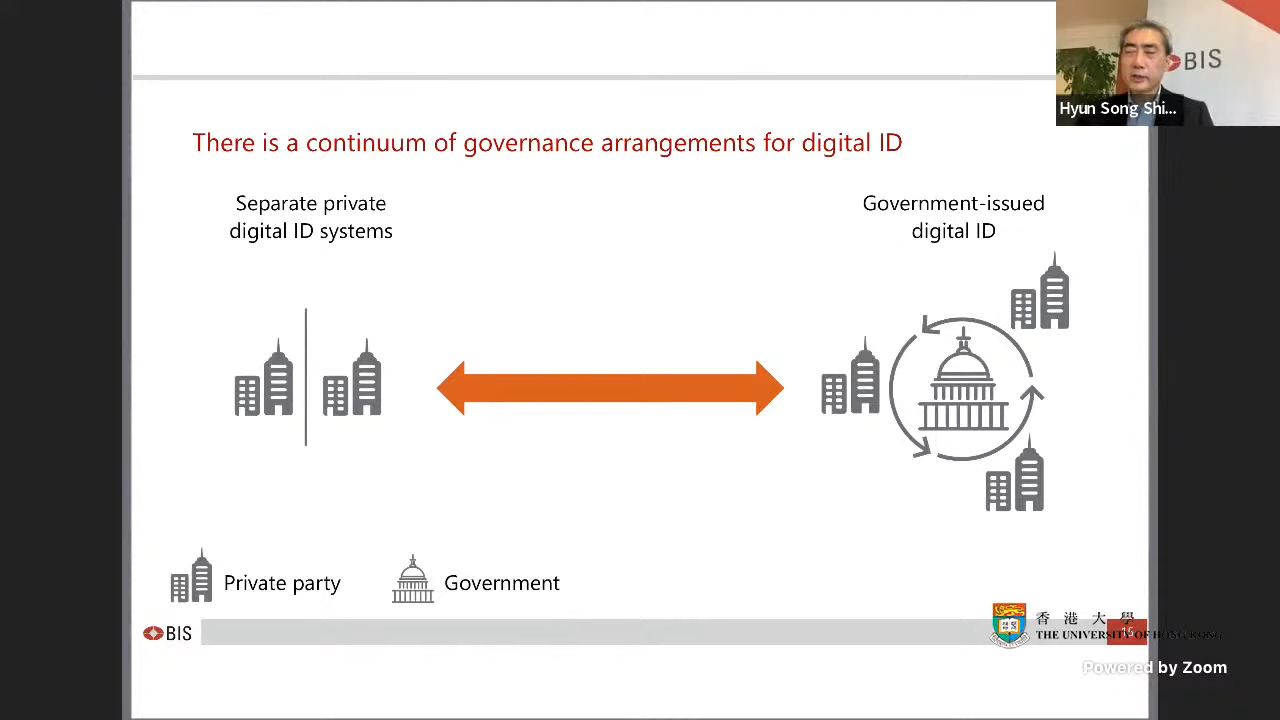 BIS
Hyun Song Shi...
There is a continuum of governance arrangements for digital ID
Separate private
digital ID systems
Government-issued
digital ID
Private party
Government
BIS
香港大學
THE UNIVERSITY OF HONG KONG
16
Powered by Zoom